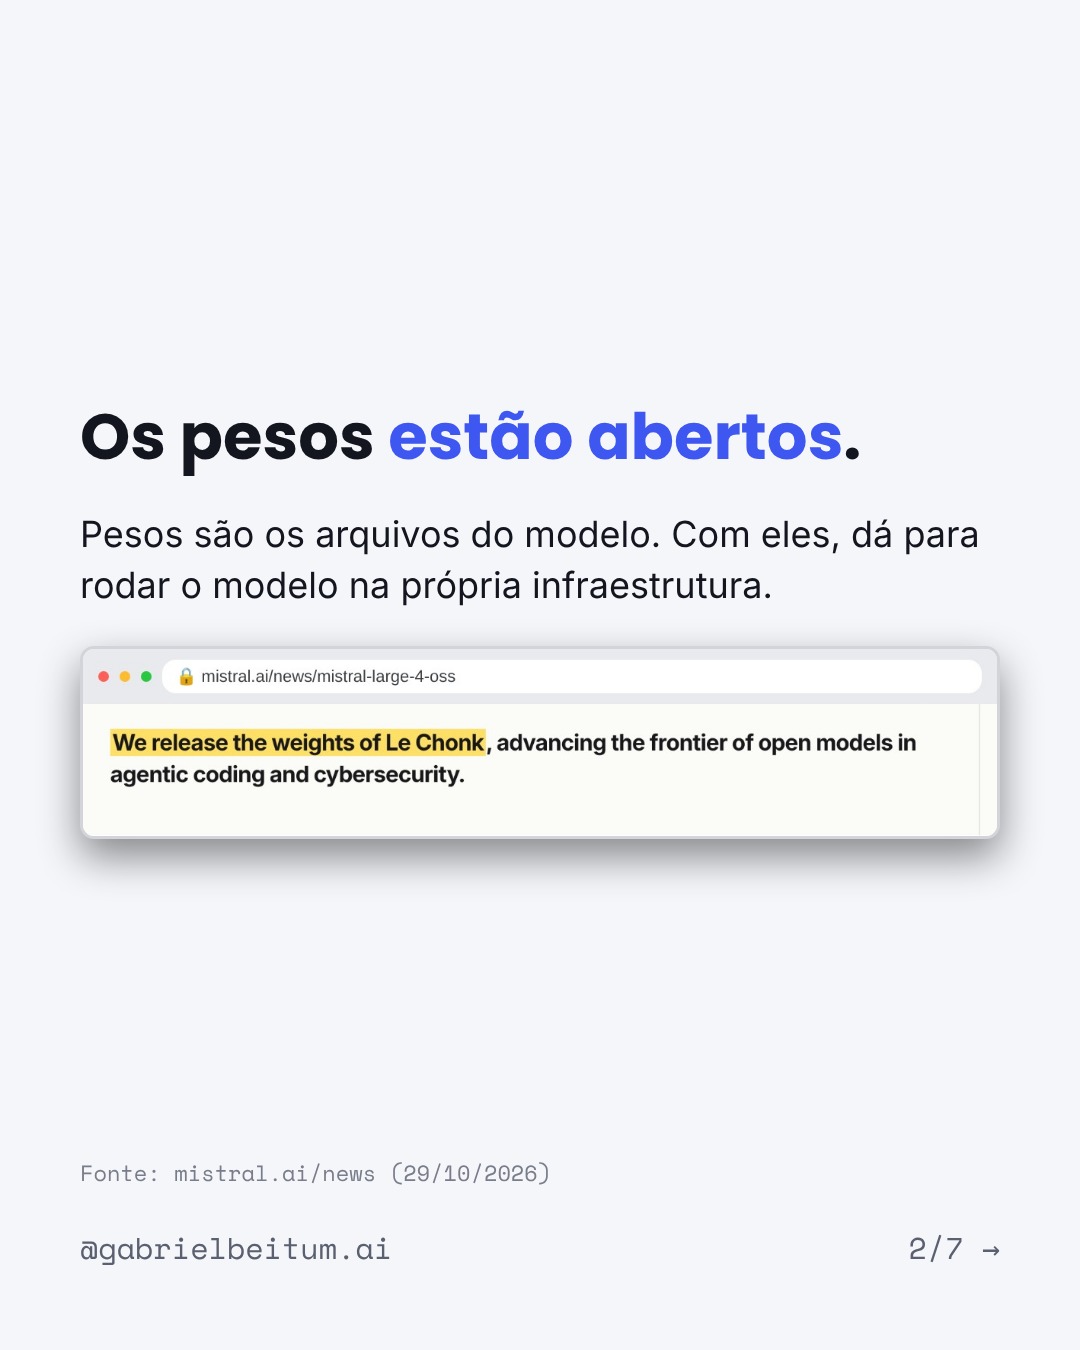 Os pesos estão abertos.
Pesos são os arquivos do modelo. Com eles, dá para
rodar o modelo na própria infraestrutura.
mistral.ai/news/mistral-large-4-oss
We release the weights of Le Chonk, advancing the frontier of open models in
agentic coding and cybersecurity.
Fonte: mistral.ai/news (29/10/2026)
@gabrielbeitum.ai
2/7 →